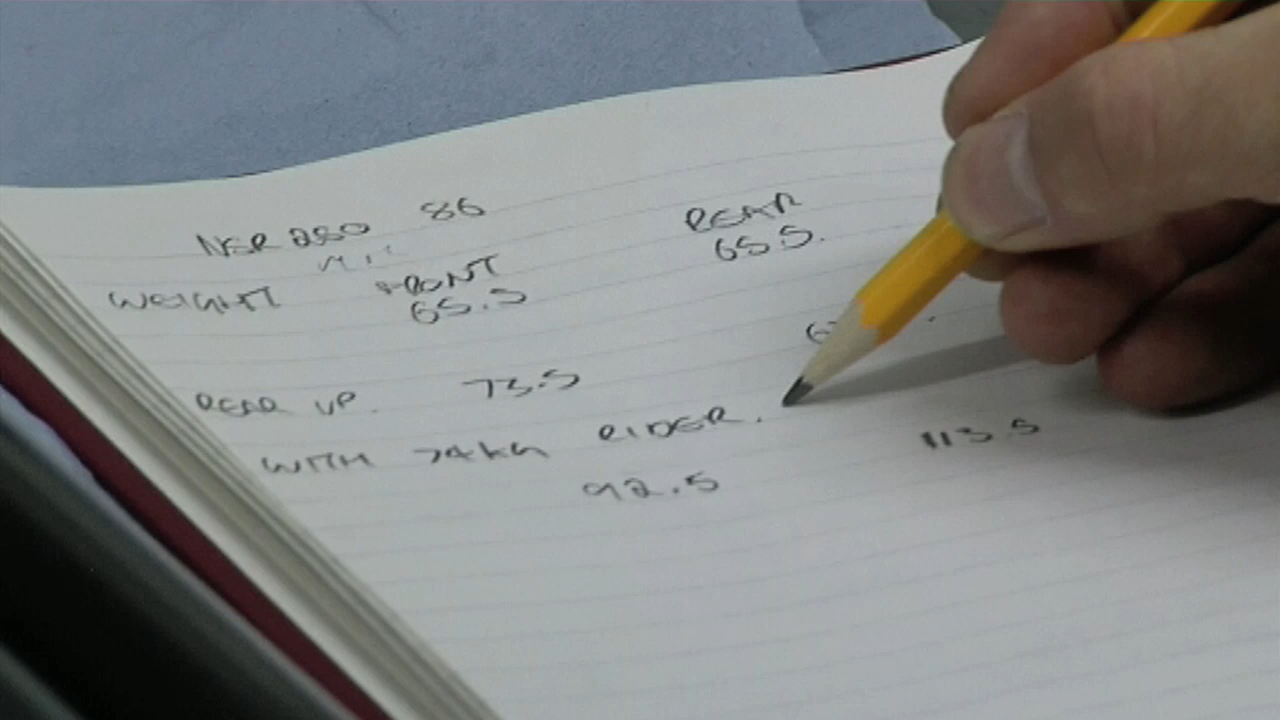 NSR 250 86
REAR
WEIGHT FRONT 65.5.
65.5
REAR UP. 73.5
WITH 74KG RIDER. 113.5
92.5